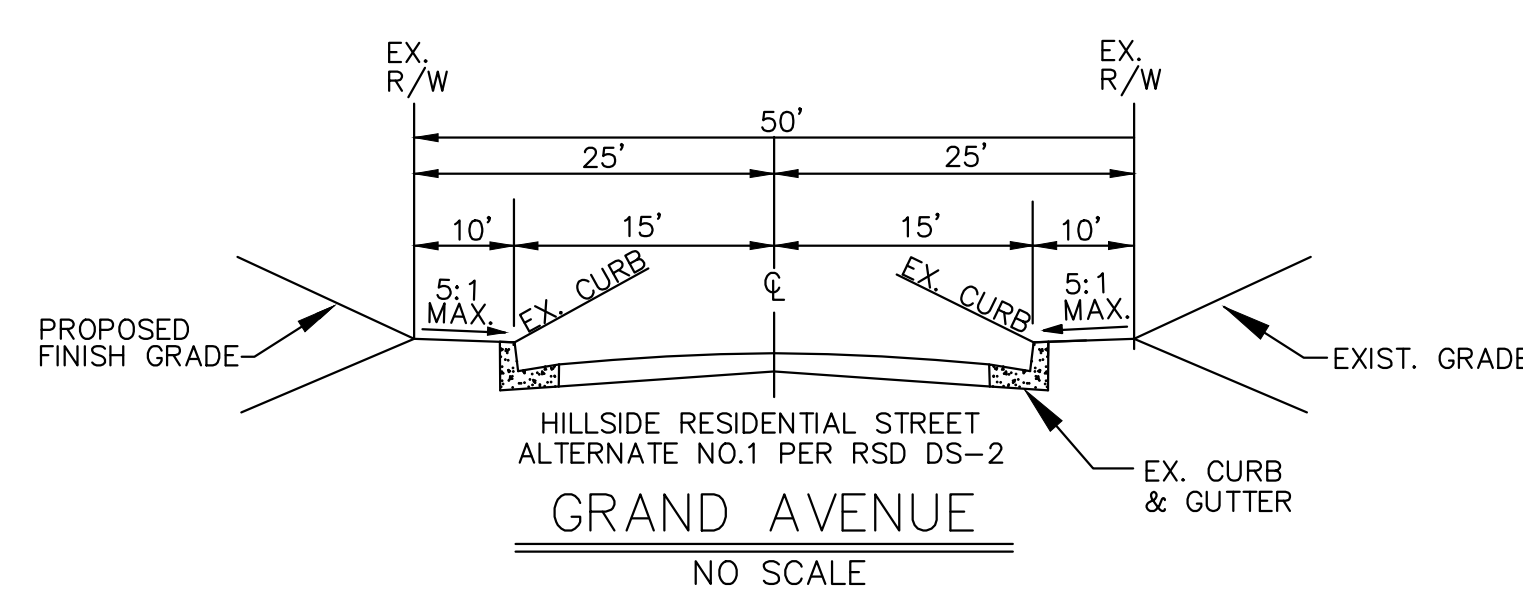 EX.
R/W
EX.
R/W
50'
25'
25'
10'
15'
15'
10'
5:1
MAX.
EX. CURB
℄
EX. CURB
5:1
MAX.
PROPOSED
FINISH GRADE
EXIST. GRADE
HILLSIDE RESIDENTIAL STREET
ALTERNATE NO.1 PER RSD DS-2
EX. CURB
& GUTTER
GRAND AVENUE
NO SCALE